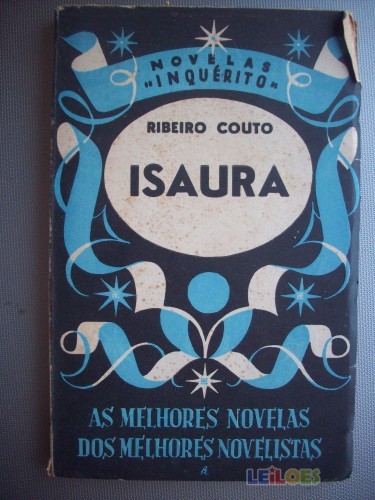 NOVELAS
"INQUÉRITO"
RIBEIRO COUTO
ISAURA
AS MELHORES NOVELAS
DOS MELHORES NOVELISTAS
LEILOES